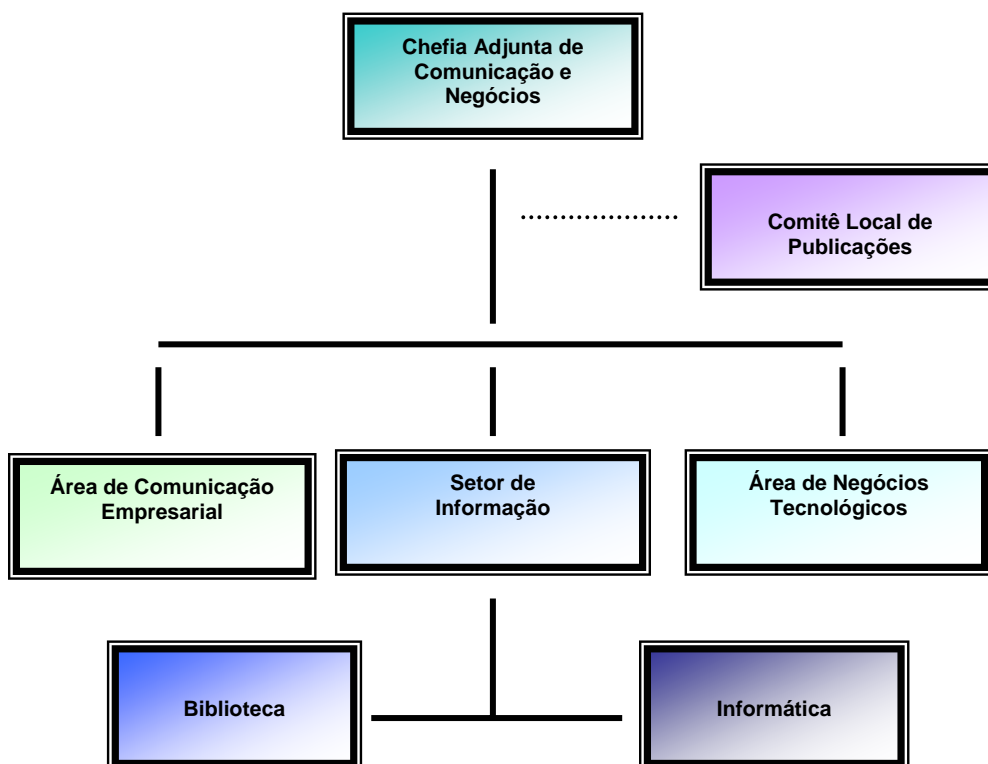 Chefia Adjunta de
Comunicação e
Negócios
Comitê Local de
Publicações
Área de Comunicação
Empresarial
Setor de
Informação
Área de Negócios
Tecnológicos
Biblioteca
Informática